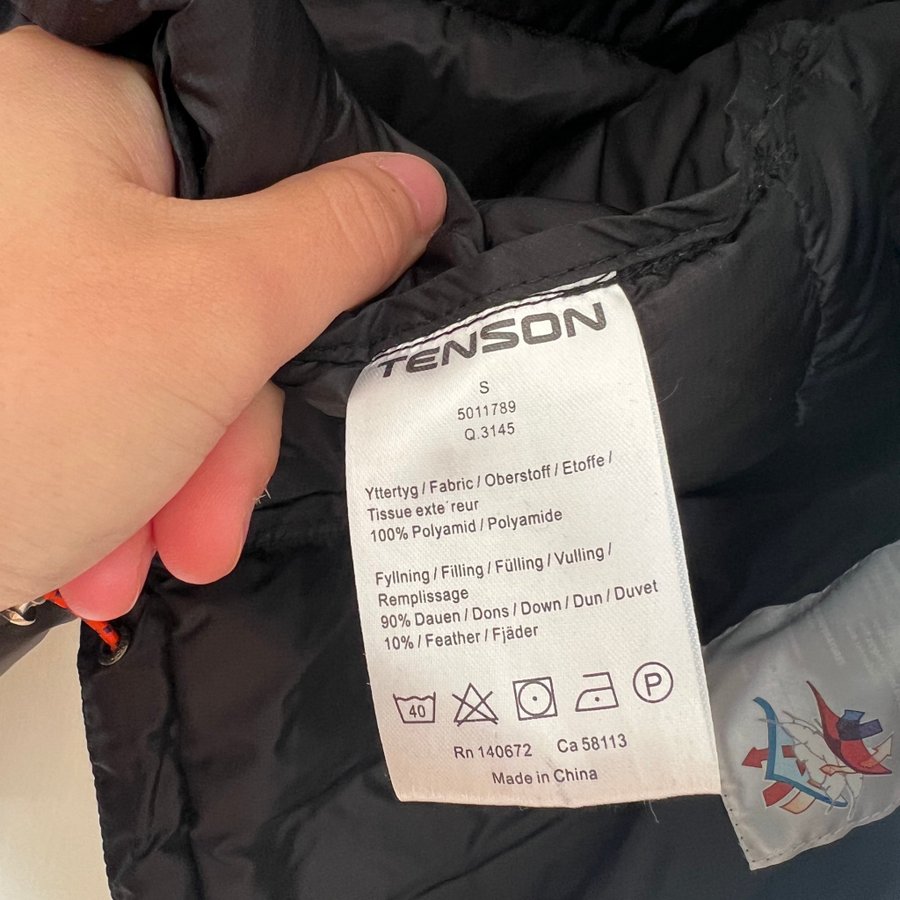 TENSON
S
5011789
Q.3145
Yttertyg / Fabric / Oberstoff / Etoffe /
Tissue exte´reur
100% Polyamid / Polyamide
Fyllning / Filling / Fülling / Vulling /
Remplissage
90% Dauen / Dons / Down / Dun / Duvet
10% / Feather / Fjäder
40 P
Rn 140672 Ca 58113
Made in China